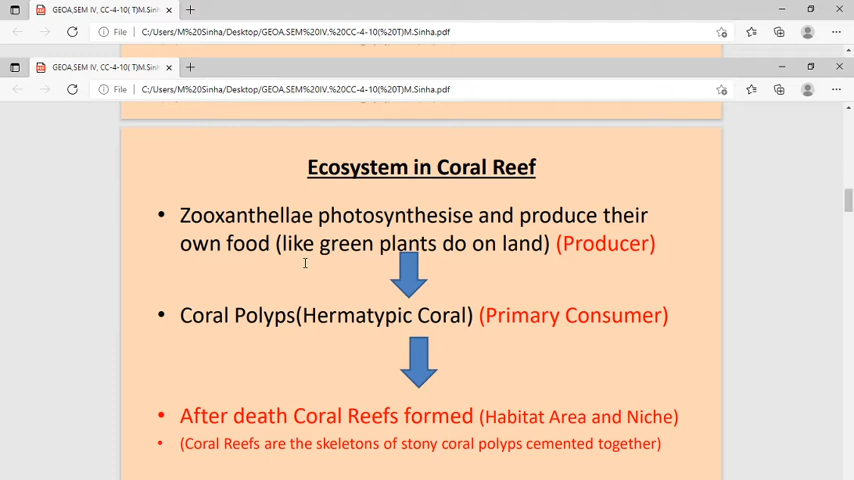 GEOA,SEM IV, CC-4-10( T)M.Sinh
File C:/Users/M%20Sinha/Desktop/GEOA.SEM%20IV.%20CC-4-10(%20T)M.Sinha.pdf
GEOA,SEM IV, CC-4-10( T)M.Sinh
File C:/Users/M%20Sinha/Desktop/GEOA.SEM%20IV.%20CC-4-10(%20T)M.Sinha.pdf
Ecosystem in Coral Reef
• Zooxanthellae photosynthesise and produce their
own food (like green plants do on land) (Producer)
• Coral Polyps(Hermatypic Coral) (Primary Consumer)
• After death Coral Reefs formed (Habitat Area and Niche)
• (Coral Reefs are the skeletons of stony coral polyps cemented together)